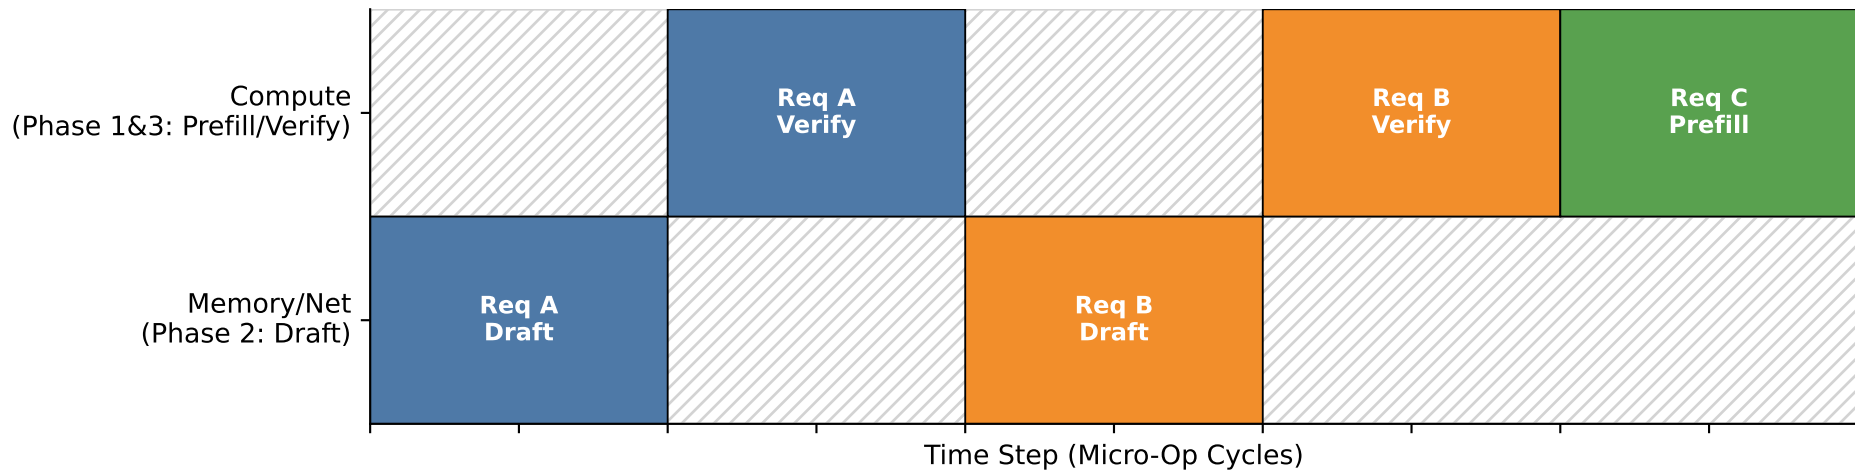 Compute
(Phase 1&3: Prefill/Verify)
Req A
Verify
Req B
Verify
Req C
Prefill
Memory/Net
(Phase 2: Draft)
Req A
Draft
Req B
Draft
Time Step (Micro-Op Cycles)